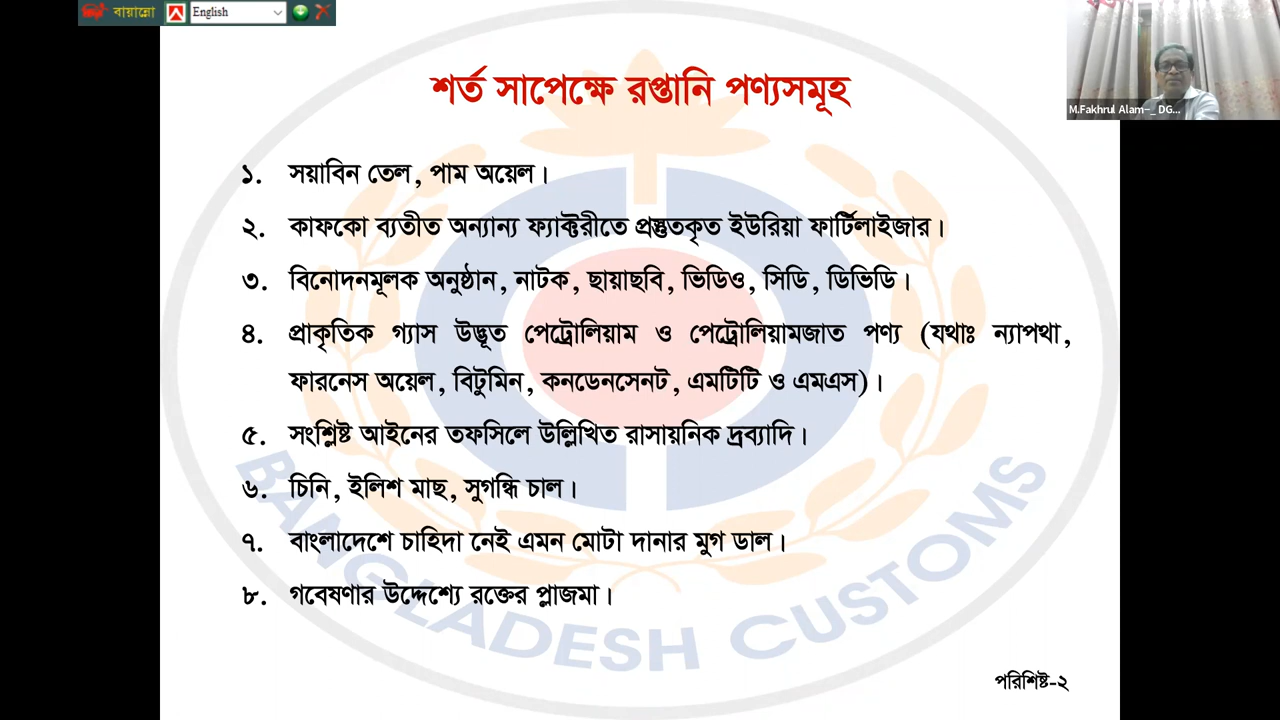 বায়ান্নো
English
M.Fakhrul Alam~_ DG...
শর্ত সাপেক্ষে রপ্তানি পণ্যসমূহ
১. সয়াবিন তেল, পাম অয়েল।
২. কাফকো ব্যতীত অন্যান্য ফ্যাক্টরীতে প্রস্তুতকৃত ইউরিয়া ফার্টিলাইজার।
৩. বিনোদনমূলক অনুষ্ঠান, নাটক, ছায়াছবি, ভিডিও, সিডি, ডিভিডি।
৪. প্রাকৃতিক গ্যাস উদ্ভূত পেট্রোলিয়াম ও পেট্রোলিয়ামজাত পণ্য (যথাঃ ন্যাপথা,
ফারনেস অয়েল, বিটুমিন, কনডেনসেনট, এমটিটি ও এমএস)।
৫. সংশ্লিষ্ট আইনের তফসিলে উল্লিখিত রাসায়নিক দ্রব্যাদি।
৬. চিনি, ইলিশ মাছ, সুগন্ধি চাল।
৭. বাংলাদেশে চাহিদা নেই এমন মোটা দানার মুগ ডাল।
৮. গবেষণার উদ্দেশ্যে রক্তের প্লাজমা।
BANGLADESH CUSTOMS
পরিশিষ্ট-২